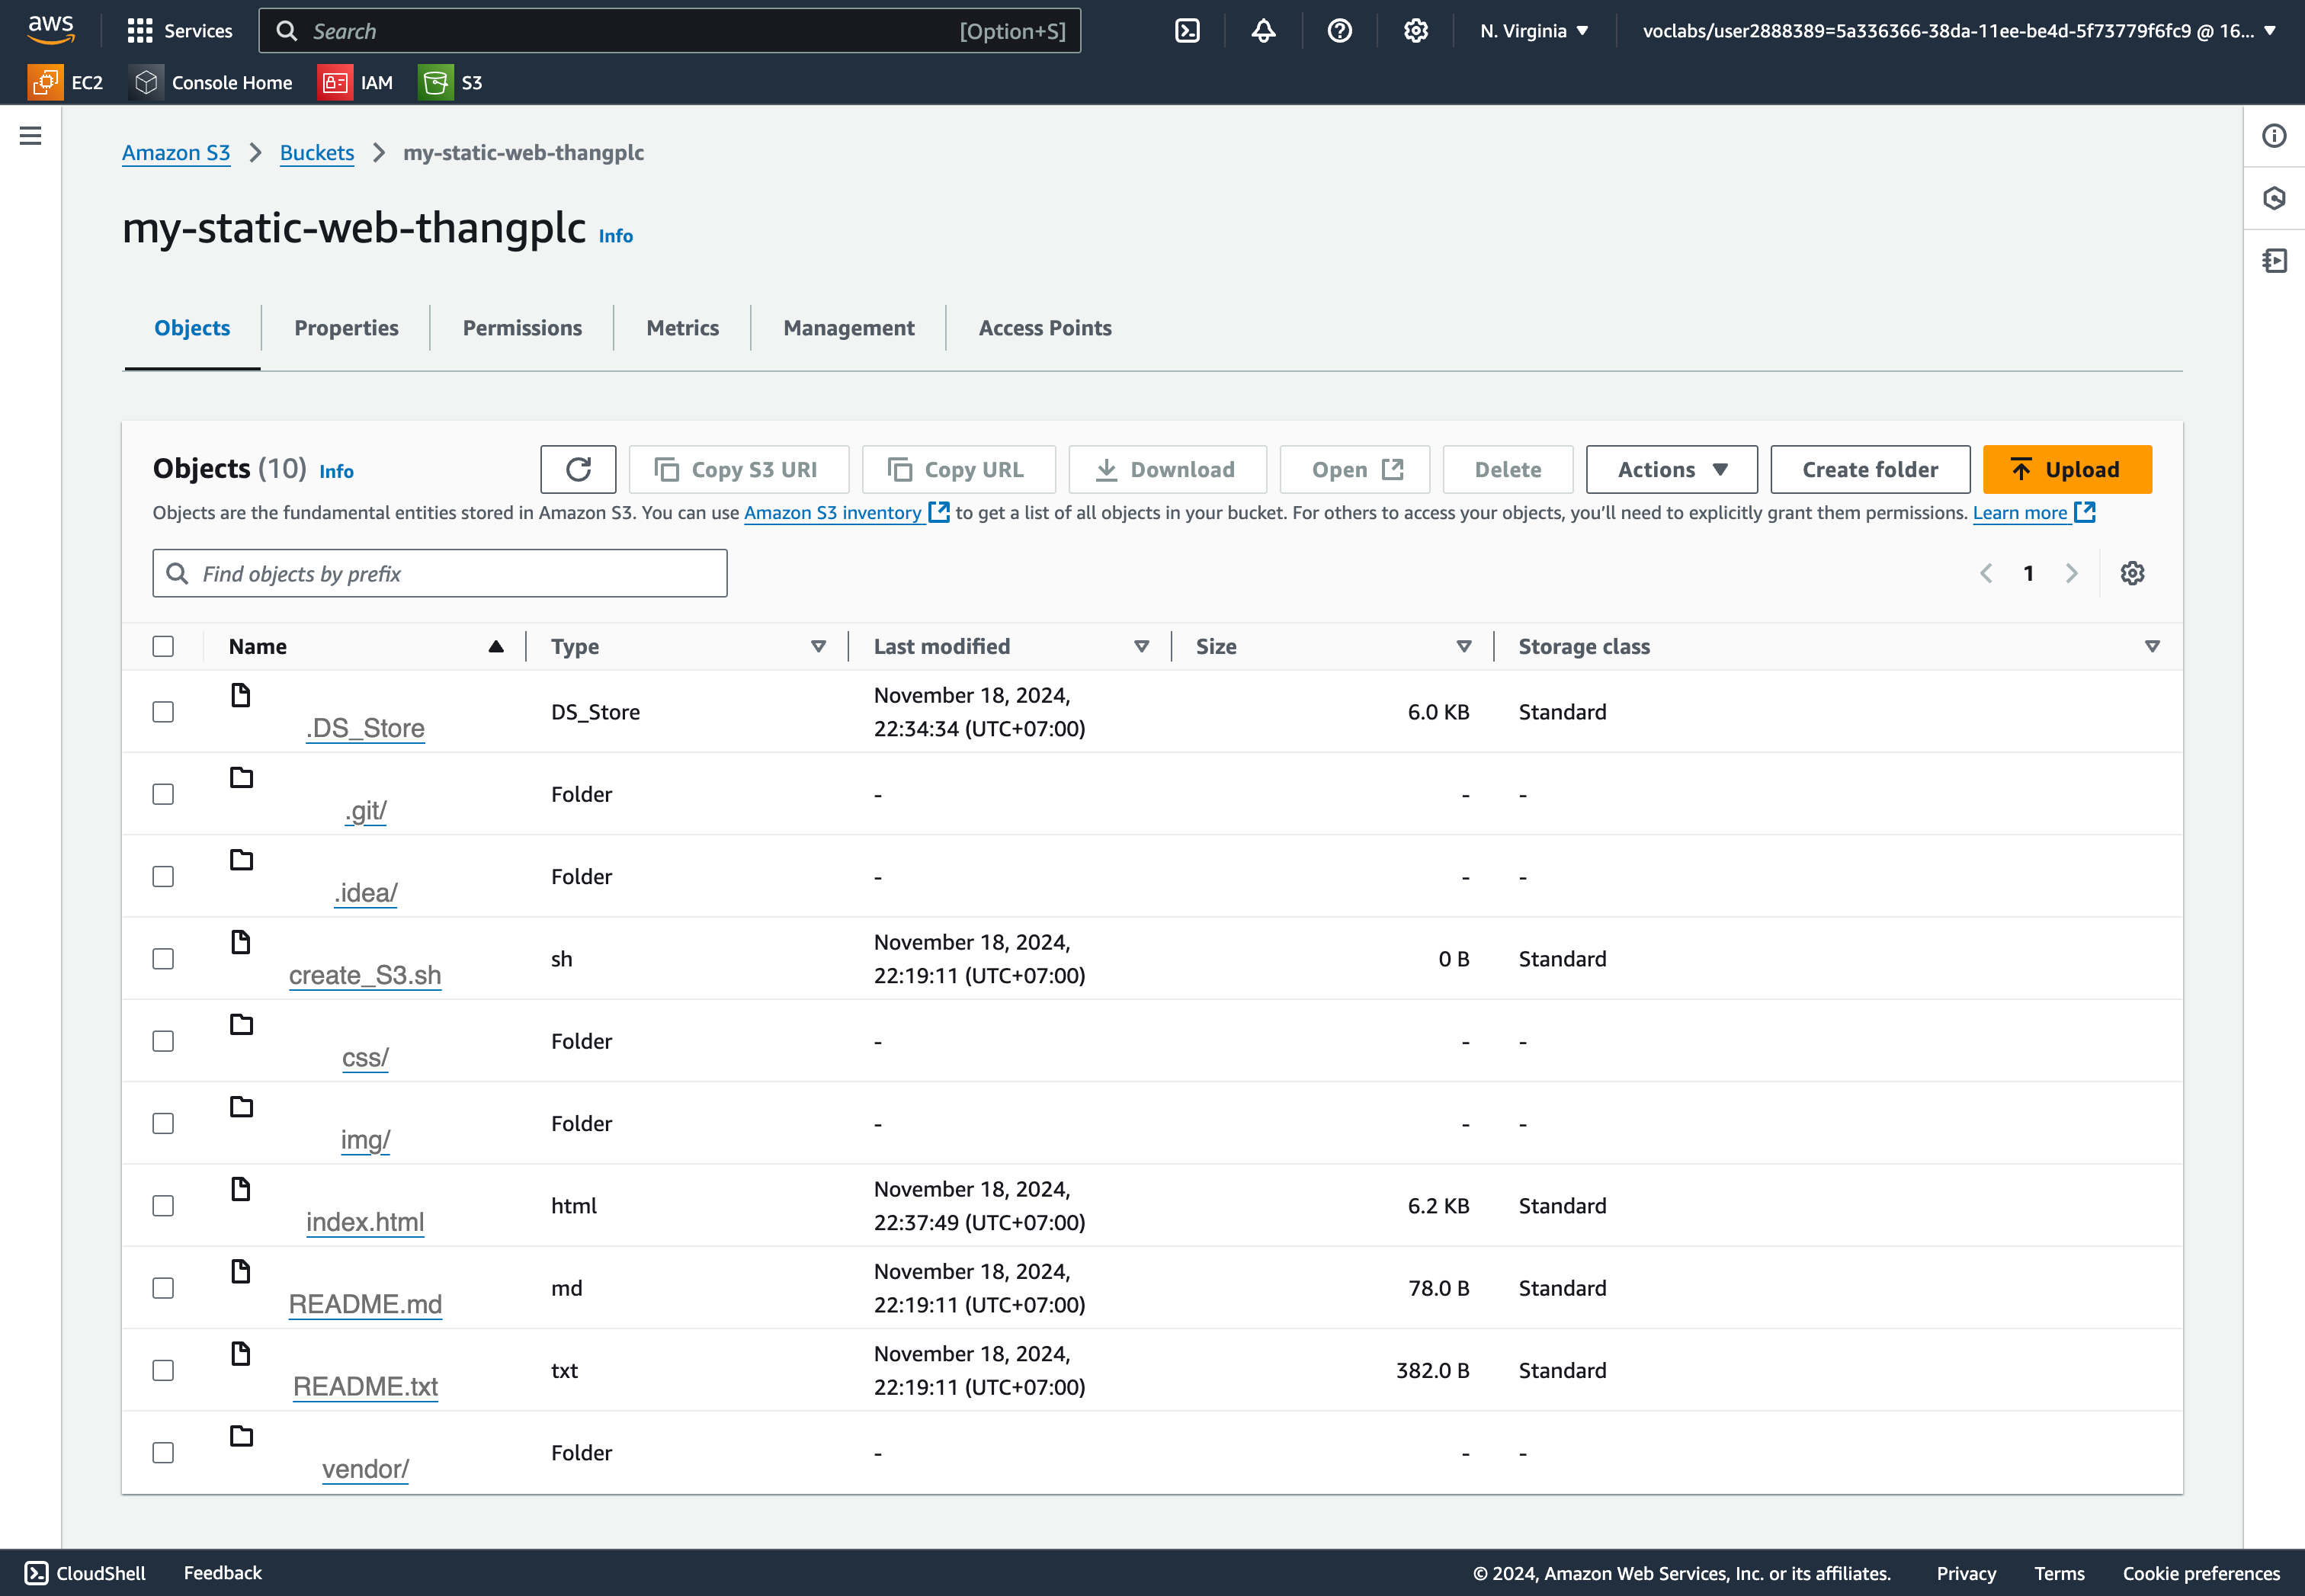 aws
Services
Search
[Option+S]
N. Virginia
voclabs/user2888389=5a336366-38da-11ee-be4d-5f73779f6fc9 @ 16...
EC2
Console Home
IAM
S3
Amazon S3
Buckets
my-static-web-thangplc
my-static-web-thangplc Info
Objects
Properties
Permissions
Metrics
Management
Access Points
Objects (10) Info
Copy S3 URI
Copy URL
Download
Open
Delete
Actions
Create folder
Upload
Objects are the fundamental entities stored in Amazon S3. You can use Amazon S3 inventory to get a list of all objects in your bucket. For others to access your objects, you’ll need to explicitly grant them permissions. Learn more
Find objects by prefix
1
Name
Type
Last modified
Size
Storage class
.DS_Store
DS_Store
November 18, 2024,
22:34:34 (UTC+07:00)
6.0 KB
Standard
.git/
Folder
-
-
-
.idea/
Folder
-
-
-
create_S3.sh
sh
November 18, 2024,
22:19:11 (UTC+07:00)
0 B
Standard
css/
Folder
-
-
-
img/
Folder
-
-
-
index.html
html
November 18, 2024,
22:37:49 (UTC+07:00)
6.2 KB
Standard
README.md
md
November 18, 2024,
22:19:11 (UTC+07:00)
78.0 B
Standard
README.txt
txt
November 18, 2024,
22:19:11 (UTC+07:00)
382.0 B
Standard
vendor/
Folder
-
-
-
CloudShell
Feedback
© 2024, Amazon Web Services, Inc. or its affiliates.
Privacy
Terms
Cookie preferences